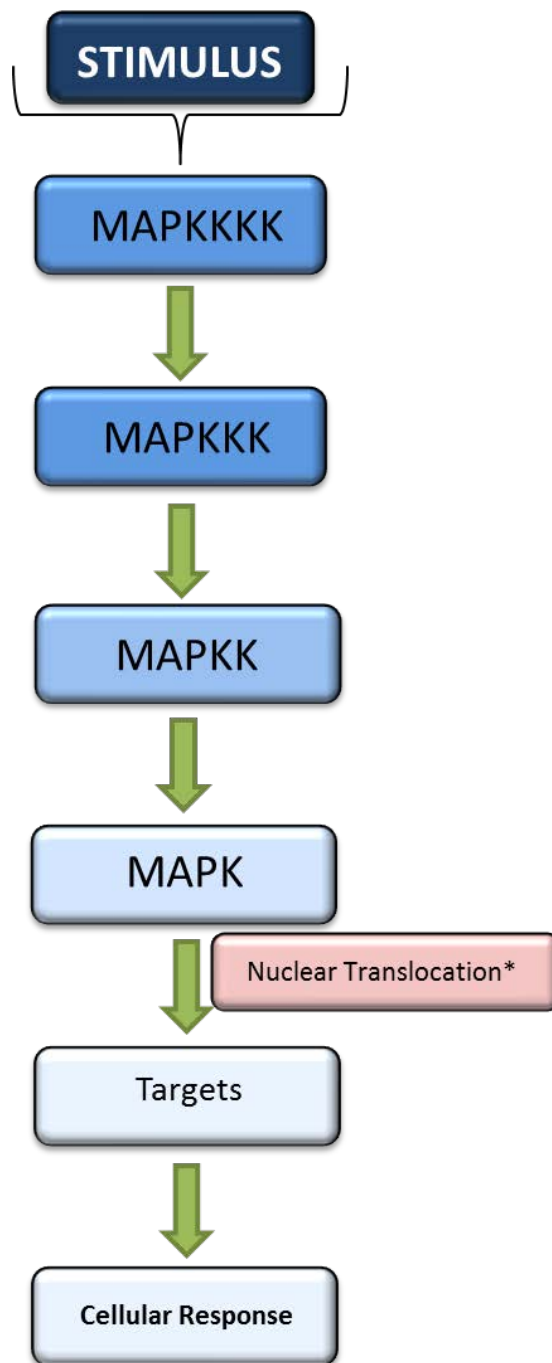 STIMULUS
MAPKKKK
MAPKKK
MAPKK
MAPK
Nuclear Translocation*
Targets
Cellular Response